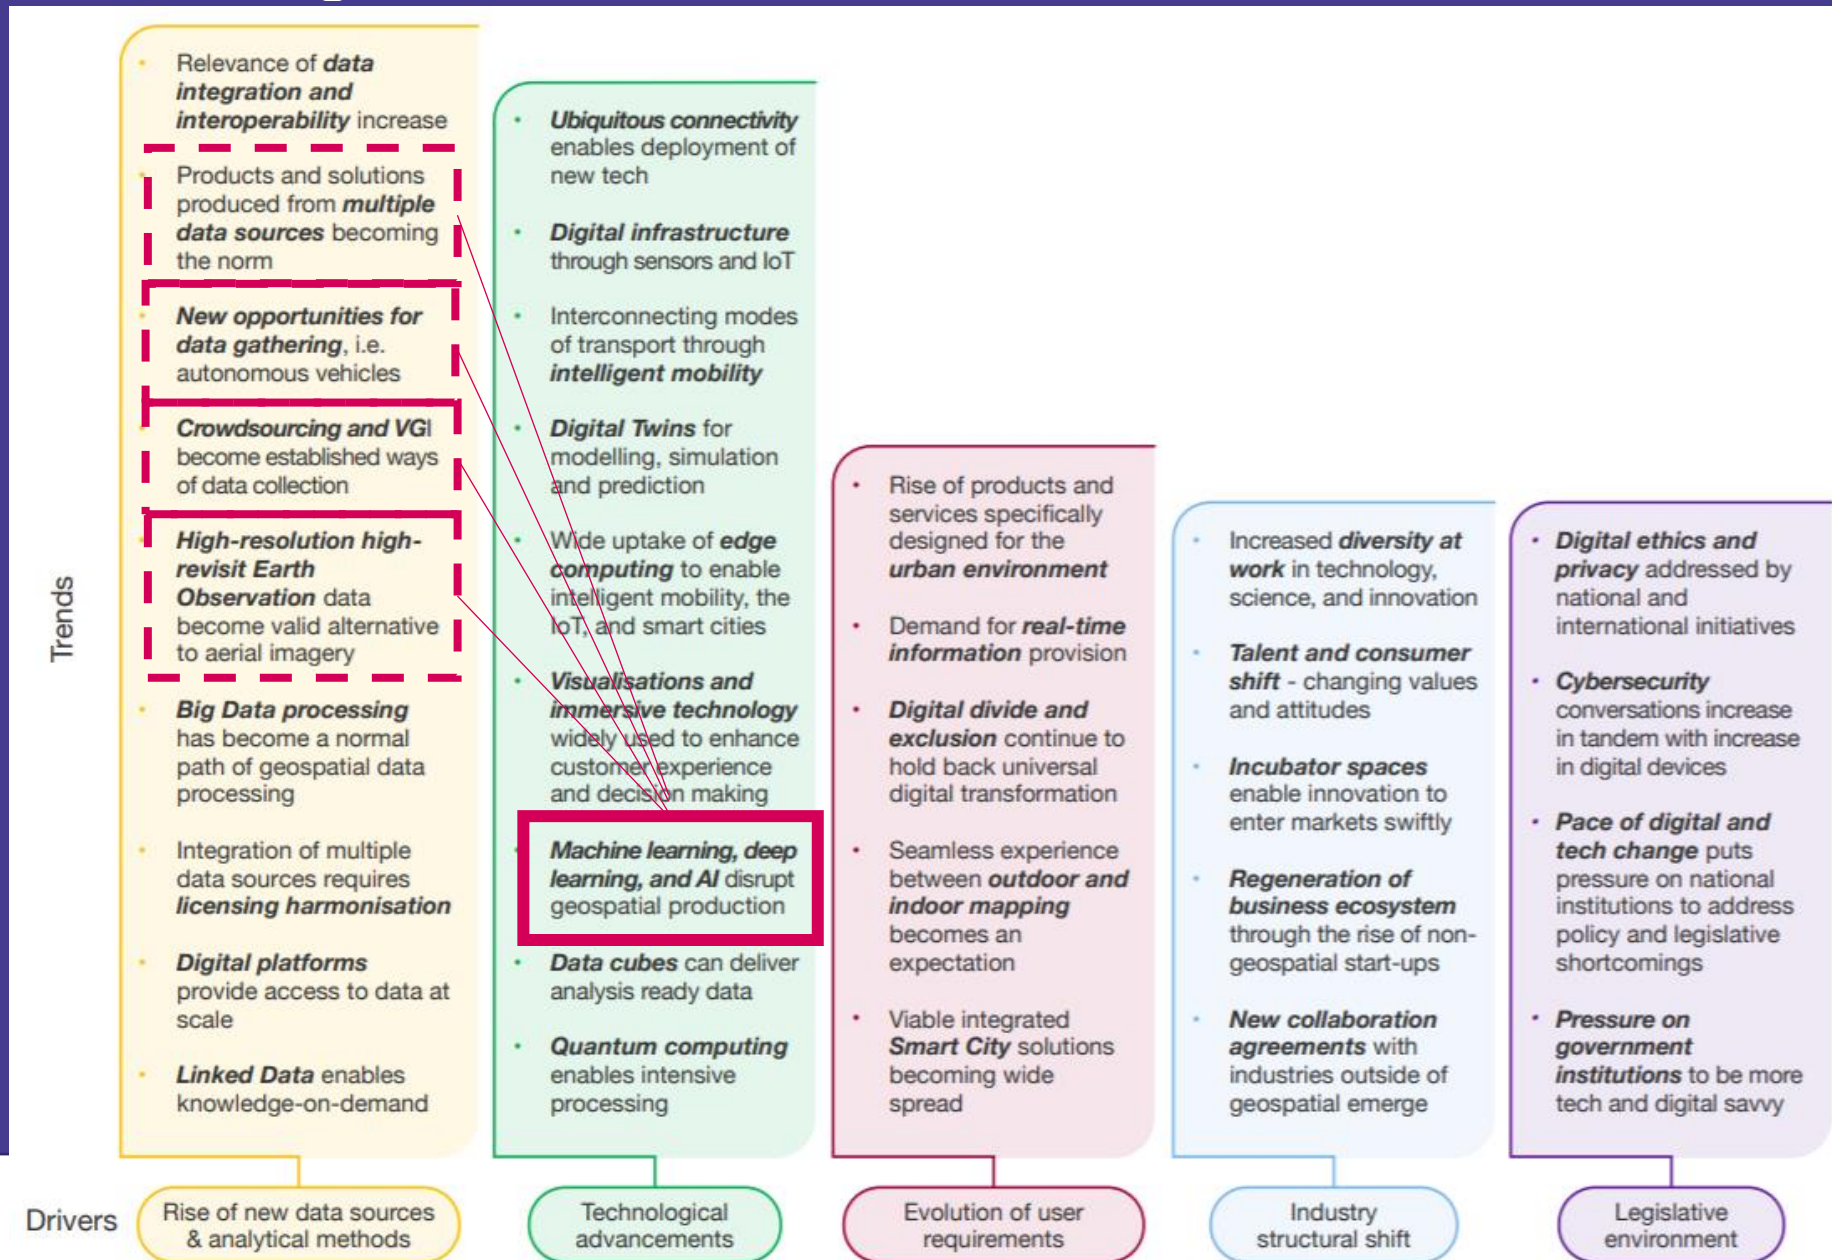 Relevance of data
integration and
interoperability increase
Products and solutions
produced from multiple
data sources becoming
the norm
New opportunities for
data gathering, i.e.
autonomous vehicles
Crowdsourcing and VGI
become established ways
of data collection
High-resolution high-
revisit Earth
Observation data
become valid alternative
to aerial imagery
Big Data processing
has become a normal
path of geospatial data
processing
Integration of multiple
data sources requires
licensing harmonisation
Digital platforms
provide access to data at
scale
Linked Data enables
knowledge-on-demand
Ubiquitous connectivity
enables deployment of
new tech
Digital infrastructure
through sensors and IoT
Interconnecting modes
of transport through
intelligent mobility
Digital Twins for
modelling, simulation
and prediction
Wide uptake of edge
computing to enable
intelligent mobility, the
IoT, and smart cities
Visualisations and
immersive technology
widely used to enhance
customer experience
and decision making
Machine learning, deep
learning, and AI disrupt
geospatial production
Data cubes can deliver
analysis ready data
Quantum computing
enables intensive
processing
Rise of products and
services specifically
designed for the
urban environment
Demand for real-time
information provision
Digital divide and
exclusion continue to
hold back universal
digital transformation
Seamless experience
between outdoor and
indoor mapping
becomes an
expectation
Viable integrated
Smart City solutions
becoming wide
spread
Increased diversity at
work in technology,
science, and innovation
Talent and consumer
shift - changing values
and attitudes
Incubator spaces
enable innovation to
enter markets swiftly
Regeneration of
business ecosystem
through the rise of non-
geospatial start-ups
New collaboration
agreements with
industries outside of
geospatial emerge
Digital ethics and
privacy addressed by
national and
international initiatives
Cybersecurity
conversations increase
in tandem with increase
in digital devices
Pace of digital and
tech change puts
pressure on national
institutions to address
policy and legislative
shortcomings
Pressure on
government
institutions to be more
tech and digital savvy
Trends
Drivers
Rise of new data sources
& analytical methods
Technological
advancements
Evolution of user
requirements
Industry
structural shift
Legislative
environment